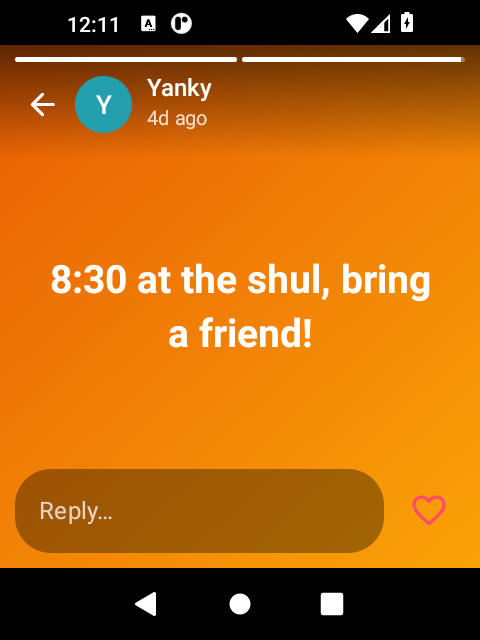 12:11
A
Y
Yanky
4d ago
8:30 at the shul, bring
a friend!
Reply...